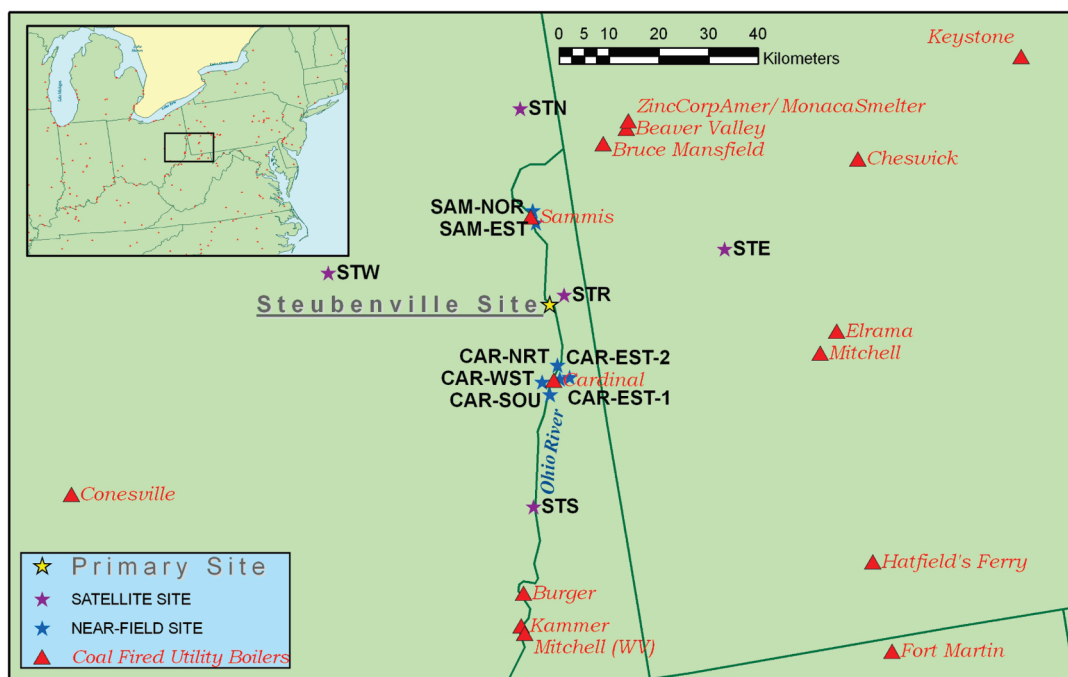 0 10 20 30 40
Kilometers
Keystone
STN
ZincCorpAmer/ MonacaSmelter
Beaver Valley
Bruce Mansfield
Cheswick
SAM-NOR
Sammis
SAM-EST
STE
STW
STR
Steubenville Site
Elrama
Mitchell
CAR-NRT
CAR-EST-2
CAR-WST
Cardinal
CAR-SOU
CAR-EST-1
Ohio River
Conesville
STS
Hatfield's Ferry
Burger
Kammer
Mitchell (WV)
Fort Martin
Primary Site
SATELLITE SITE
NEAR-FIELD SITE
Coal Fired Utility Boilers